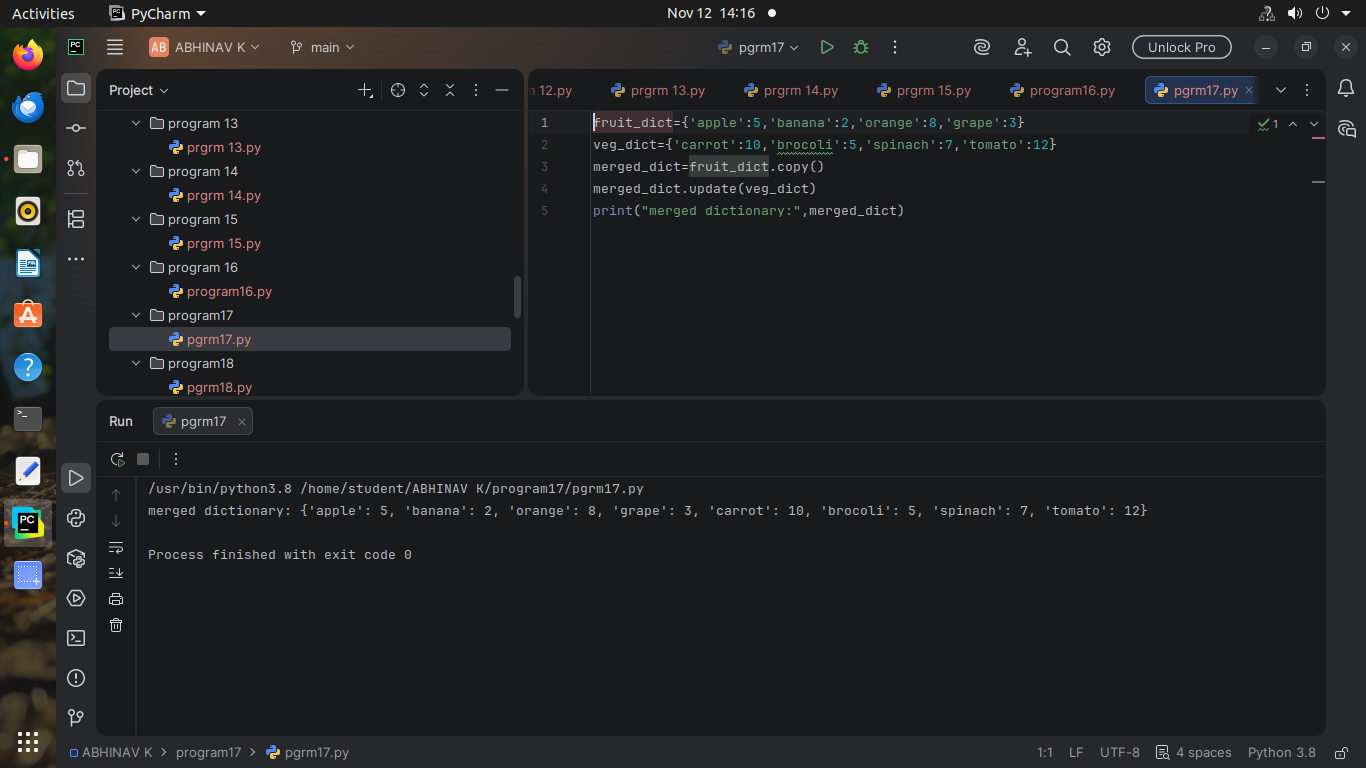 Activities PyCharm Nov 12 14:16
PC AB ABHINAV K main pgrm17 Unlock Pro
Project
program 13
prgrm 13.py
program 14
prgrm 14.py
program 15
prgrm 15.py
program 16
program16.py
program17
pgrm17.py
program18
pgrm18.py
12.py prgrm 13.py prgrm 14.py prgrm 15.py program16.py pgrm17.py
1 fruit_dict={'apple':5,'banana':2,'orange':8,'grape':3} 1
2 veg_dict={'carrot':10,'brocoli':5,'spinach':7,'tomato':12}
3 merged_dict=fruit_dict.copy()
4 merged_dict.update(veg_dict)
5 print("merged dictionary:",merged_dict)
Run pgrm17
/usr/bin/python3.8 /home/student/ABHINAV K/program17/pgrm17.py
merged dictionary: {'apple': 5, 'banana': 2, 'orange': 8, 'grape': 3, 'carrot': 10, 'brocoli': 5, 'spinach': 7, 'tomato': 12}
Process finished with exit code 0
PC
ABHINAV K > program17 > pgrm17.py 1:1 LF UTF-8 4 spaces Python 3.8